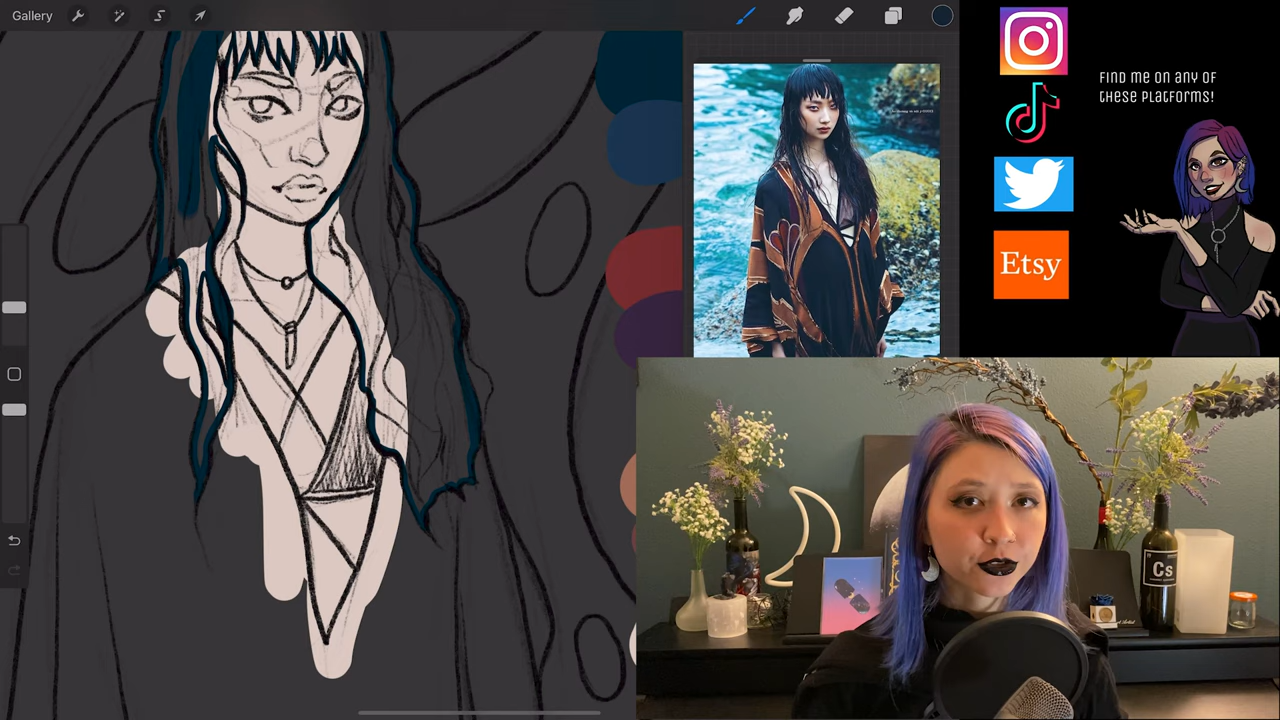 Gallery
FIND ME ON ANY OF
THESE PLATFORMS!
Etsy
Cs